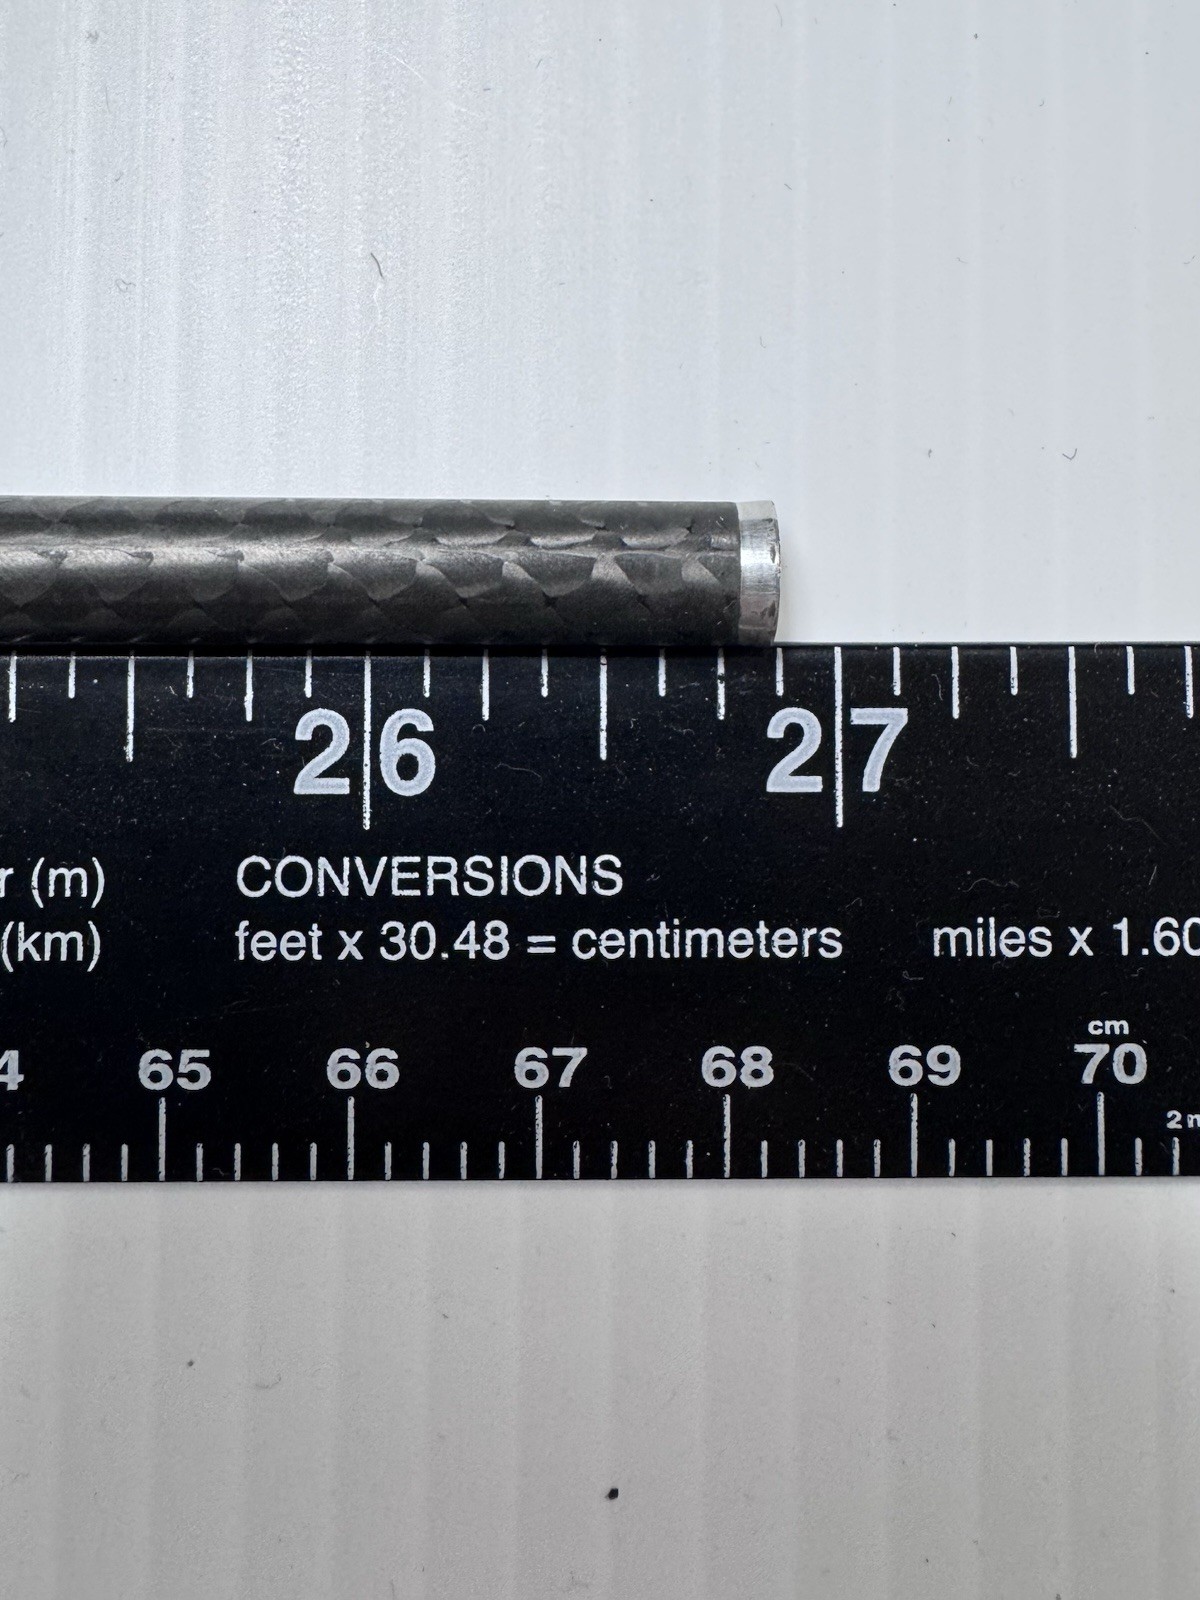 26 27
r (m) CONVERSIONS
(km) feet x 30.48 = centimeters miles x 1.60
cm
4 65 66 67 68 69 70
2 m